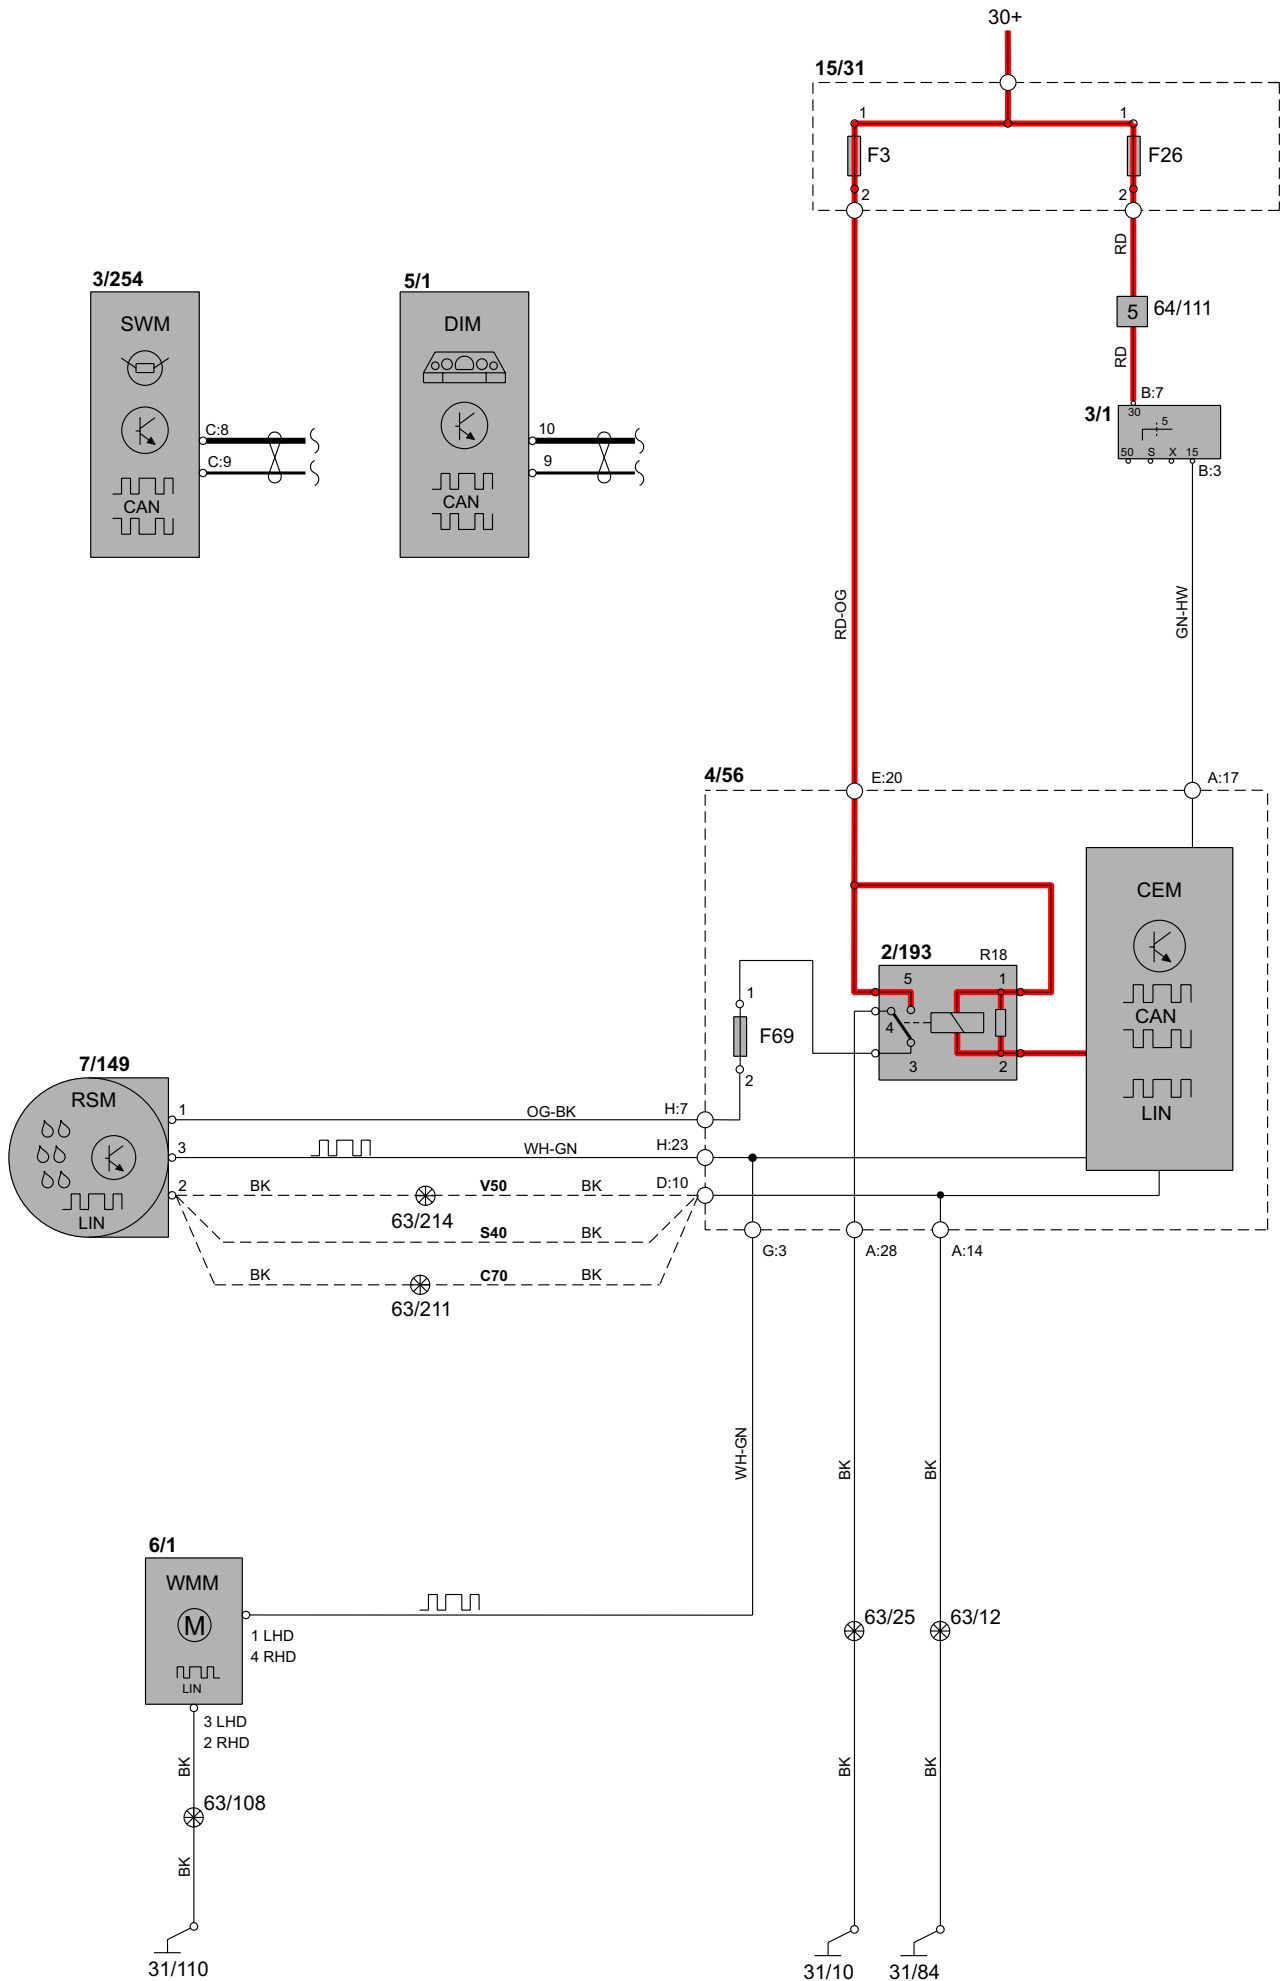 30+
15/31
1
1
F3
F26
2
2
RD
3/254
5/1
SWM
DIM
5
64/111
RD
B:7
3/1
30
5
50 S X 15
B:3
C:8
10
C:9
9
CAN
CAN
RD-OG
GN-HW
4/56
E:20
A:17
CEM
2/193
R18
5
1
1
4
F69
3
2
2
CAN
LIN
7/149
RSM
1
OG-BK
H:7
3
WH-GN
H:23
2
BK
V50
BK
D:10
LIN
63/214
S40
BK
G:3
A:28
A:14
BK
C70
BK
63/211
WH-GN
BK
BK
6/1
WMM
M
LIN
1 LHD
4 RHD
63/25
63/12
3 LHD
2 RHD
BK
BK
BK
63/108
BK
31/110
31/10
31/84